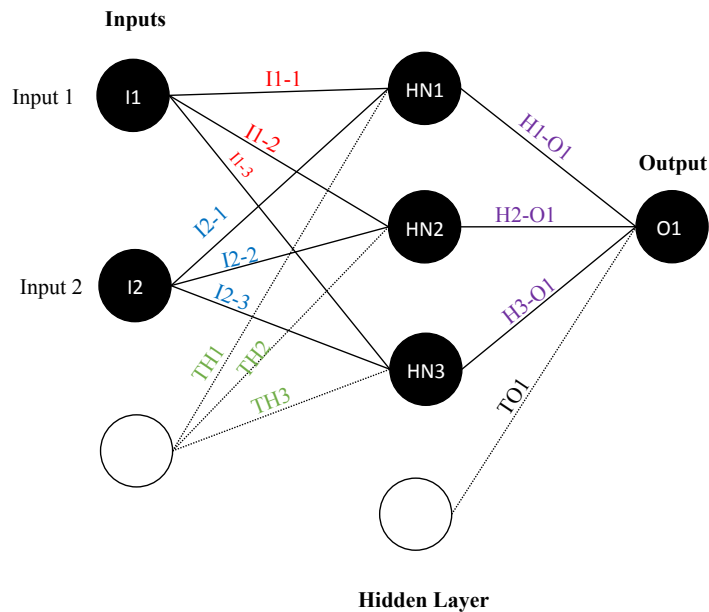 Inputs
Input 1
I1
I1-1
HN1
I1-2
I1-3
H1-O1
Output
I2-1
HN2
H2-O1
O1
Input 2
I2
I2-2
I2-3
H3-O1
TH1
TH2
HN3
TH3
TO1
Hidden Layer